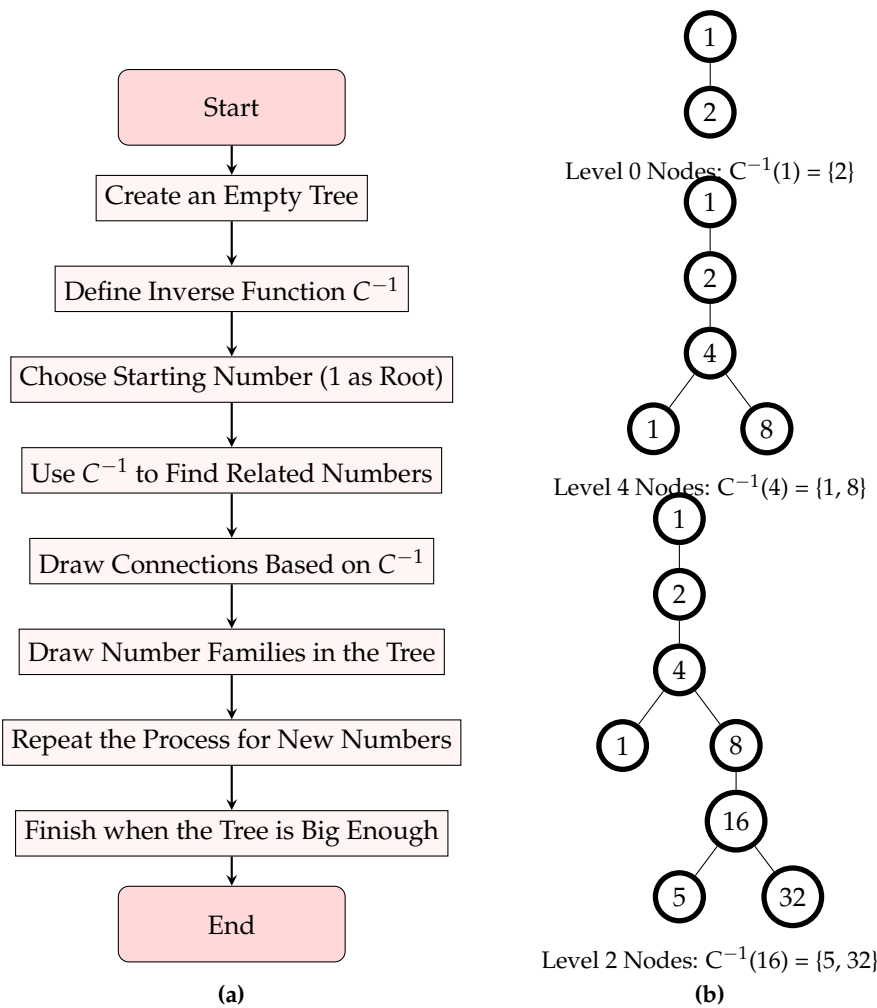 Start
Create an Empty Tree
Define Inverse Function C⁻¹
Choose Starting Number (1 as Root)
Use C⁻¹ to Find Related Numbers
Draw Connections Based on C⁻¹
Draw Number Families in the Tree
Repeat the Process for New Numbers
Finish when the Tree is Big Enough
End
(a)
1
2
Level 0 Nodes: C⁻¹(1) = {2}
1
2
4
1 8
Level 4 Nodes: C⁻¹(4) = {1, 8}
1
2
4
1 8
16
5 32
Level 2 Nodes: C⁻¹(16) = {5, 32}
(b)